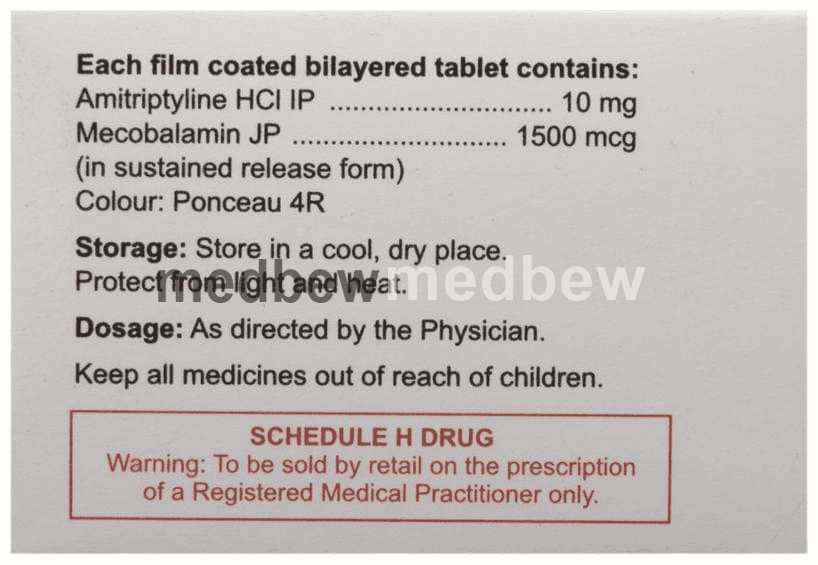 Each film coated bilayered tablet contains:
Amitriptyline HCl IP ............................. 10 mg
Mecobalamin JP ............................ 1500 mcg
(in sustained release form)
Colour: Ponceau 4R
Storage: Store in a cool, dry place.
Protect from light and heat.
medbew medbew
Dosage: As directed by the Physician.
Keep all medicines out of reach of children.
SCHEDULE H DRUG
Warning: To be sold by retail on the prescription
of a Registered Medical Practitioner only.